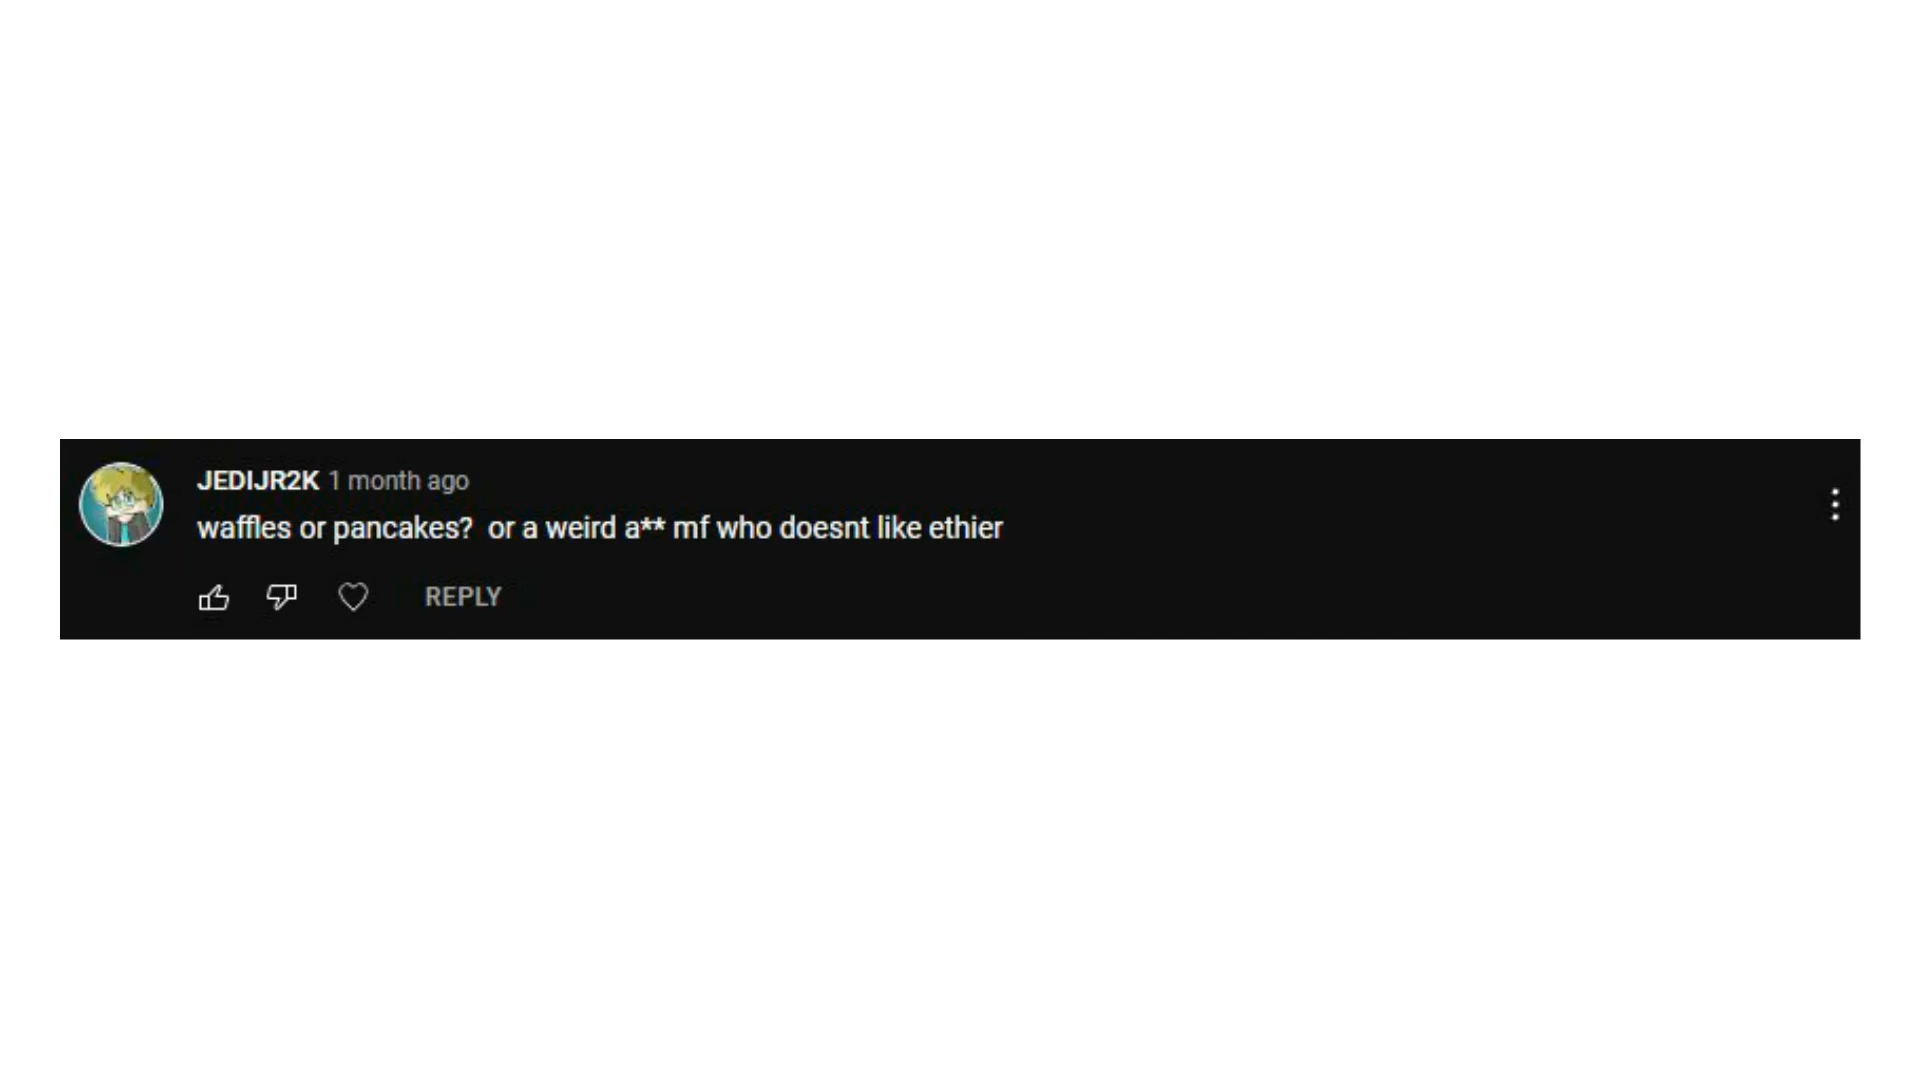 JEDIJR2K 1 month ago
waffles or pancakes?  or a weird a** mf who doesnt like ethier
REPLY